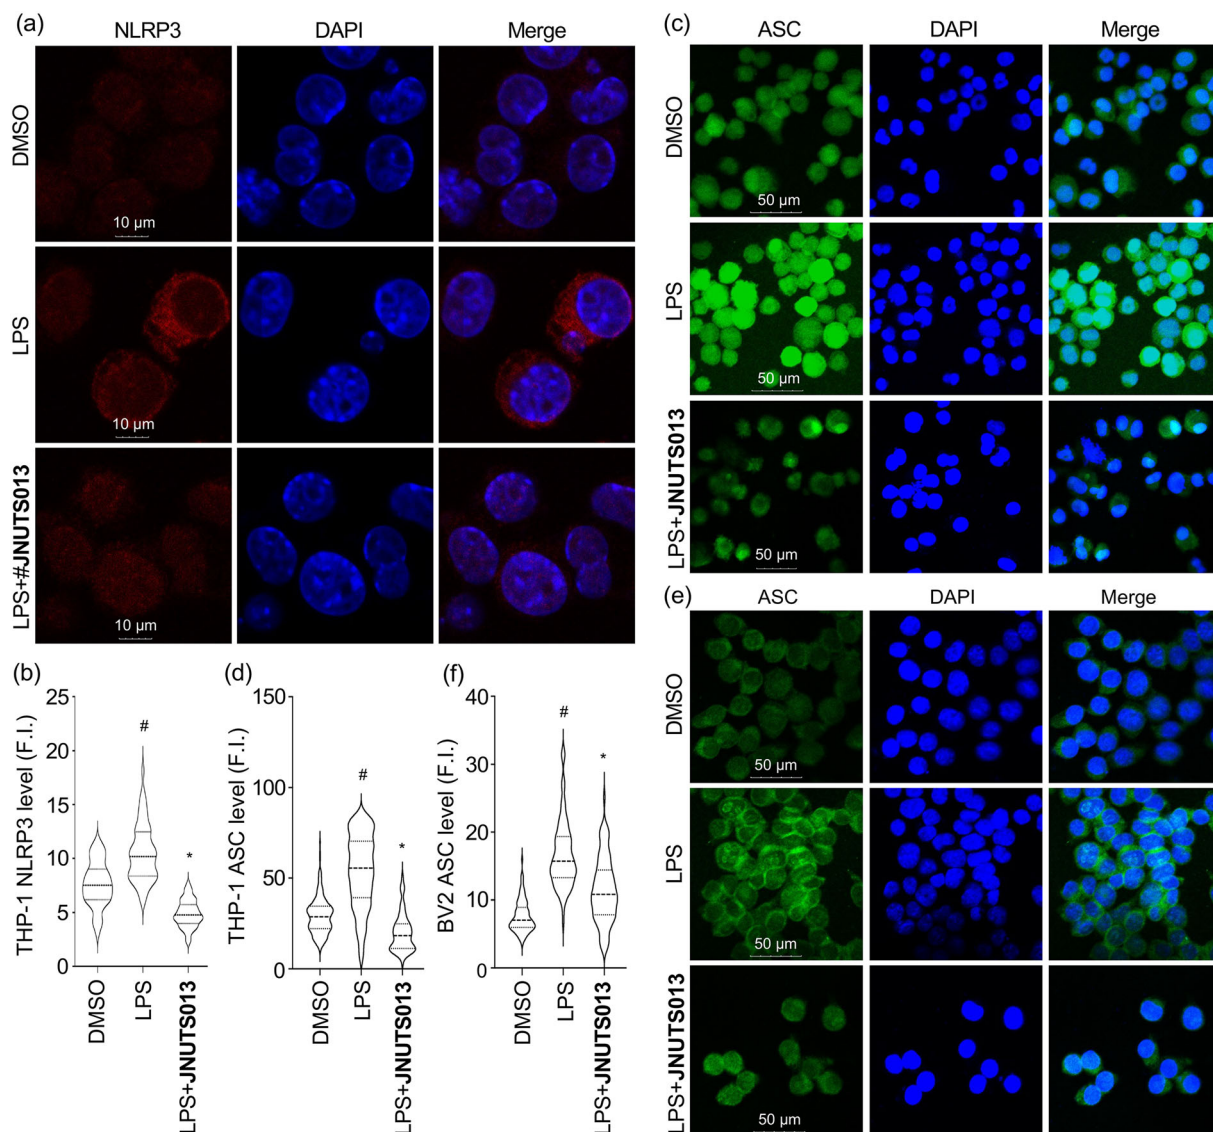 (a)
NLRP3 DAPI Merge
DMSO
10 µm
LPS
10 µm
LPS+#JNUTS013
10 µm
(b)
THP-1 NLRP3 level (F.I.)
25
20
15
10
5
0
#
*
DMSO
LPS
LPS+JNUTS013
(d)
THP-1 ASC level (F.I.)
150
100
50
0
#
*
DMSO
LPS
LPS+JNUTS013
(f)
BV2 ASC level (F.I.)
40
30
20
10
0
#
*
DMSO
LPS
LPS+JNUTS013
(c)
ASC DAPI Merge
DMSO
50 µm
LPS
50 µm
LPS+JNUTS013
50 µm
(e)
ASC DAPI Merge
DMSO
50 µm
LPS
50 µm
LPS+JNUTS013
50 µm